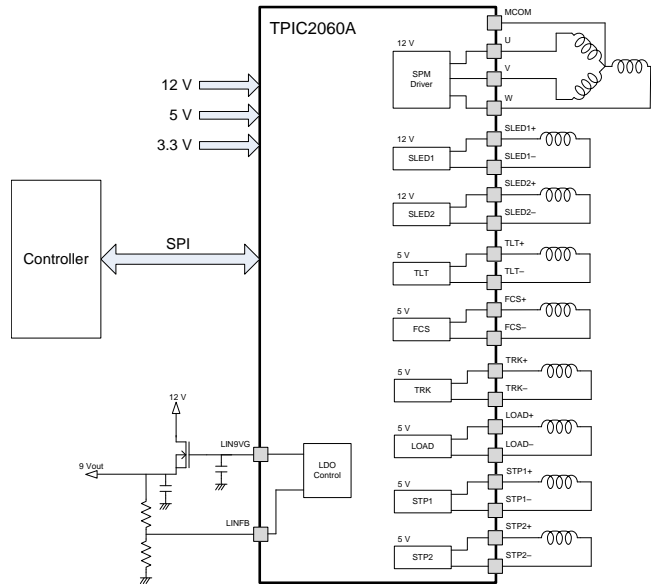 TPIC2060A
MCOM
U
V
W
12 V
SPM
Driver
12 V
5 V
3.3 V
12 V
SLED1
SLED1+
SLED1–
12 V
SLED2
SLED2+
SLED2–
Controller
SPI
5 V
TLT
TLT+
TLT–
5 V
FCS
FCS+
FCS–
5 V
TRK
TRK+
TRK–
12 V
LIN9VG
9 Vout
LINFB
LDO
Control
5 V
LOAD
LOAD+
LOAD–
5 V
STP1
STP1+
STP1–
5 V
STP2
STP2+
STP2–